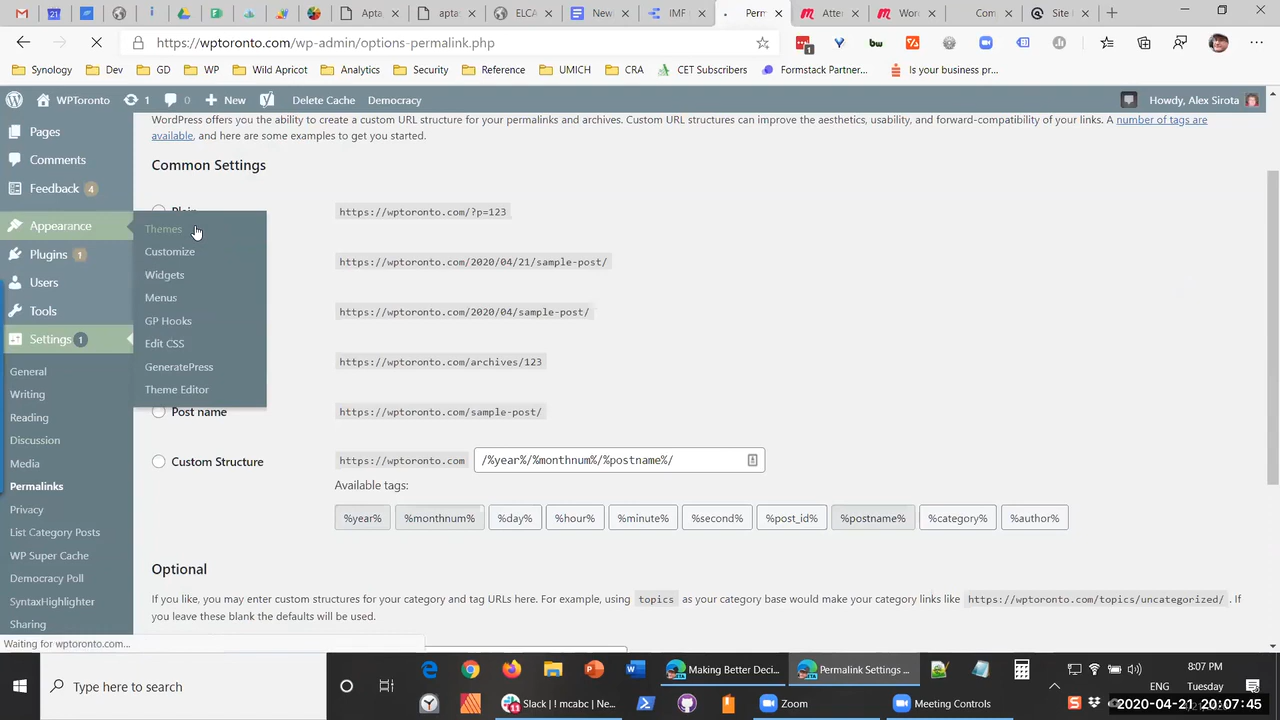 Apta
apta
ELCA
New
IMF
Perm
Atte
Wor
Com
Site
https://wptoronto.com/wp-admin/options-permalink.php
Synology
Dev
GD
WP
Wild Apricot
Analytics
Security
Reference
UMICH
CRA
CET Subscribers
Formstack Partner...
Is your business pr...
WPToronto
1
0
New
Delete Cache
Democracy
Howdy, Alex Sirota
Pages
Comments
Feedback 4
Appearance
Plugins 1
Users
Tools
Settings 1
General
Writing
Reading
Discussion
Media
Permalinks
Privacy
List Category Posts
WP Super Cache
Democracy Poll
SyntaxHighlighter
Sharing
Themes
Customize
Widgets
Menus
GP Hooks
Edit CSS
GeneratePress
Theme Editor
WordPress offers you the ability to create a custom URL structure for your permalinks and archives. Custom URL structures can improve the aesthetics, usability, and forward-compatibility of your links. A number of tags are
available, and here are some examples to get you started.
Common Settings
Plain
https://wptoronto.com/?p=123
https://wptoronto.com/2020/04/21/sample-post/
https://wptoronto.com/2020/04/sample-post/
https://wptoronto.com/archives/123
Post name
https://wptoronto.com/sample-post/
Custom Structure
https://wptoronto.com
/%year%/%monthnum%/%postname%/
Available tags:
%year% %monthnum% %day% %hour% %minute% %second% %post_id% %postname% %category% %author%
Optional
If you like, you may enter custom structures for your category and tag URLs here. For example, using topics as your category base would make your category links like https://wptoronto.com/topics/uncategorized/ . If
you leave these blank the defaults will be used.
Waiting for wptoronto.com...
Type here to search
Making Better Deci...
Permalink Settings ...
Slack | ! mcabc | Ne...
Zoom
Meeting Controls
ENG
8:07 PM
Tuesday
2020-04-21 20:07:45